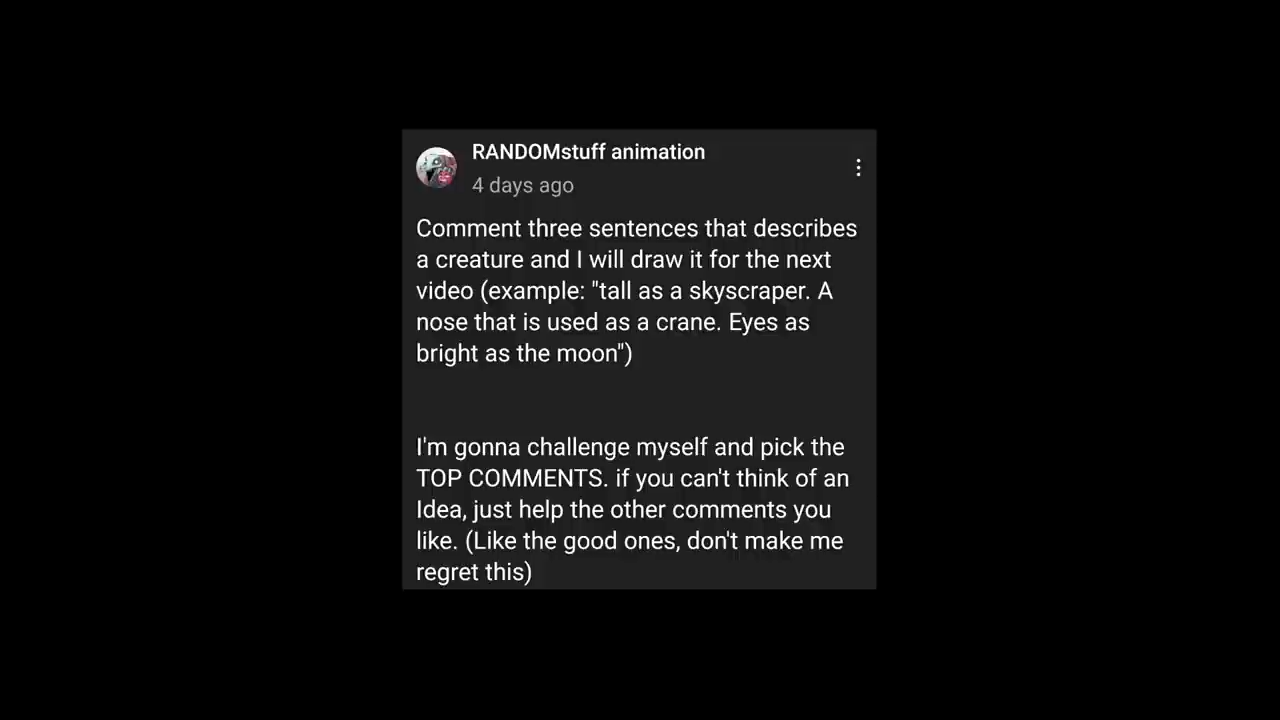 RANDOMstuff animation
4 days ago
Comment three sentences that describes
a creature and I will draw it for the next
video (example: "tall as a skyscraper. A
nose that is used as a crane. Eyes as
bright as the moon")
I'm gonna challenge myself and pick the
TOP COMMENTS. if you can't think of an
Idea, just help the other comments you
like. (Like the good ones, don't make me
regret this)